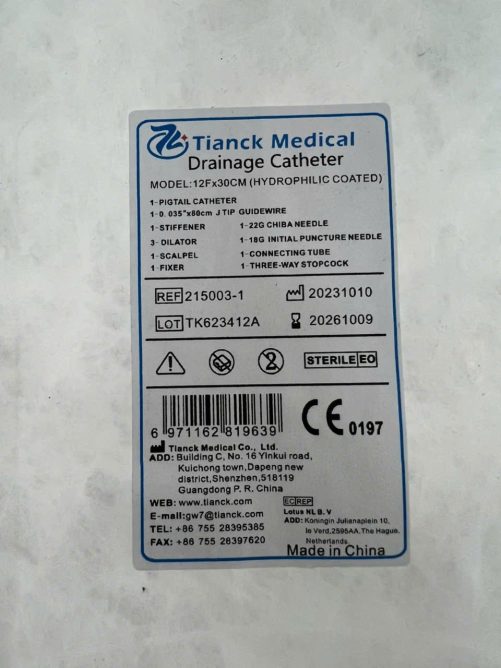 Tianck Medical
Drainage Catheter
MODEL:12Fx30CM (HYDROPHILIC COATED)
1-PIGTAIL CATHETER
1-0.035"x80cm J TIP GUIDEWIRE
1-STIFFENER 1-22G CHIBA NEEDLE
3-DILATOR 1-18G INITIAL PUNCTURE NEEDLE
1-SCALPEL 1-CONNECTING TUBE
1-FIXER 1-THREE-WAY STOPCOCK
REF 215003-1 20231010
LOT TK623412A 20261009
2 STERILE EO
6 971162 819639 CE 0197
Tianck Medical Co., Ltd.
ADD: Building C, No. 16 Yinkui road,
Kuichong town,Dapeng new
district,Shenzhen,518119
Guangdong P. R. China
WEB: www.tianck.com
E-mail:gw7@tianck.com
TEL: +86 755 28395385
FAX: +86 755 28397620
EC REP
Lotus NL B.V
ADD: Koningin Julianaplein 10,
le Verd,2595AA,The Hague.
Netherlands.
Made in China